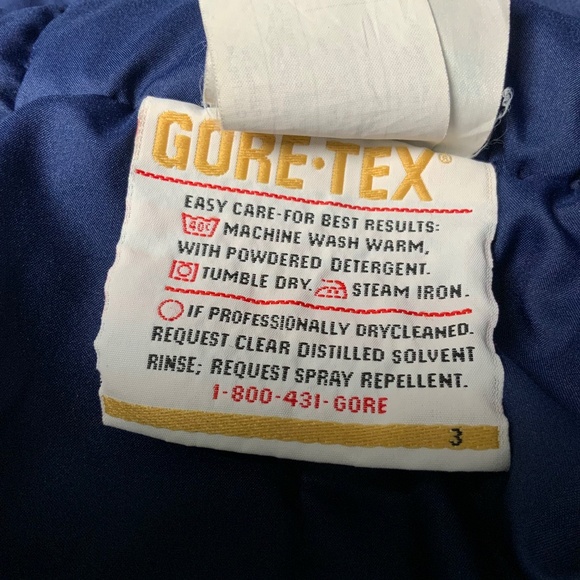 GORE-TEX®
EASY CARE-FOR BEST RESULTS:
40C MACHINE WASH WARM,
WITH POWDERED DETERGENT.
TUMBLE DRY. STEAM IRON.
IF PROFESSIONALLY DRYCLEANED.
REQUEST CLEAR DISTILLED SOLVENT
RINSE; REQUEST SPRAY REPELLENT.
1-800-431-GORE
3